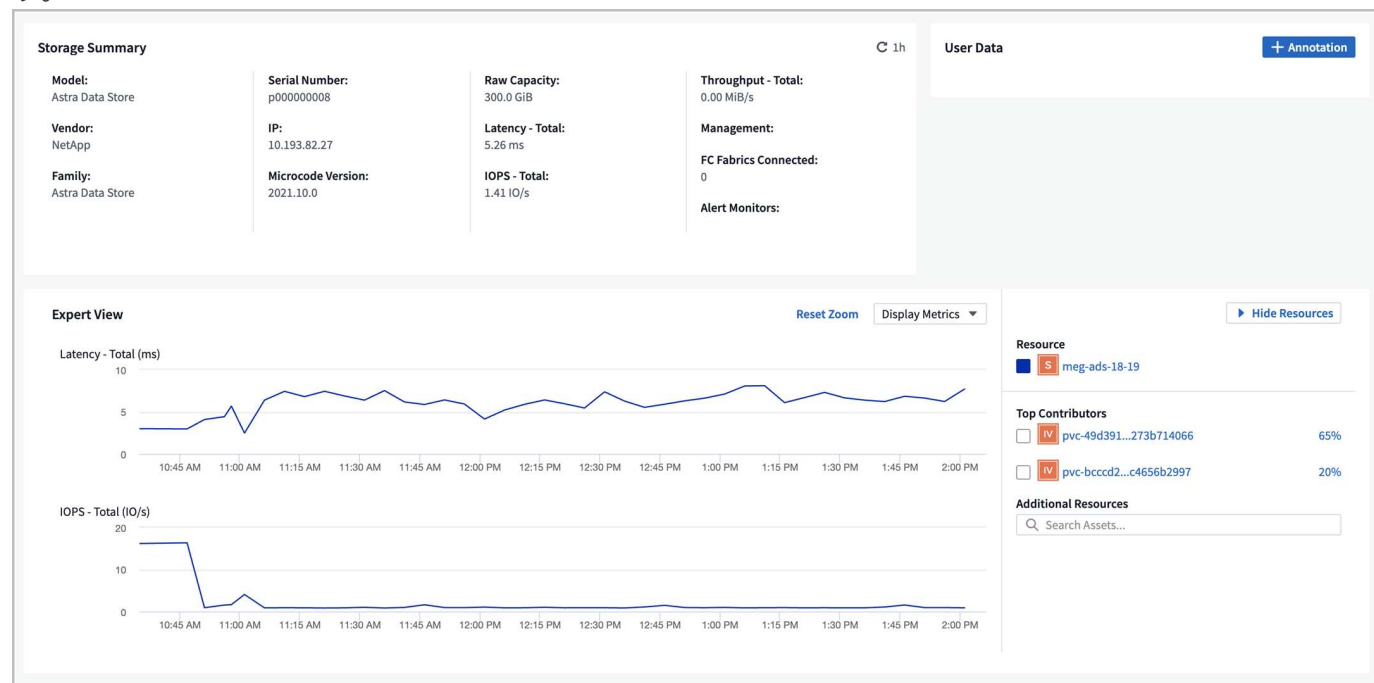 Storage Summary
1h
Model:
Astra Data Store
Vendor:
NetApp
Family:
Astra Data Store
Serial Number:
p000000008
IP:
10.193.82.27
Microcode Version:
2021.10.0
Raw Capacity:
300.0 GiB
Latency - Total:
5.26 ms
IOPS - Total:
1.41 IO/s
Throughput - Total:
0.00 MiB/s
Management:
FC Fabrics Connected:
0
Alert Monitors:
User Data
+ Annotation
Expert View
Reset Zoom
Display Metrics
Latency - Total (ms)
10
5
0
10:45 AM 11:00 AM 11:15 AM 11:30 AM 11:45 AM 12:00 PM 12:15 PM 12:30 PM 12:45 PM 1:00 PM 1:15 PM 1:30 PM 1:45 PM 2:00 PM
IOPS - Total (IO/s)
20
10
0
10:45 AM 11:00 AM 11:15 AM 11:30 AM 11:45 AM 12:00 PM 12:15 PM 12:30 PM 12:45 PM 1:00 PM 1:15 PM 1:30 PM 1:45 PM 2:00 PM
Hide Resources
Resource
S meg-ads-18-19
Top Contributors
IV pvc-49d391...273b714066 65%
IV pvc-bcccd2...c4656b2997 20%
Additional Resources
Search Assets...